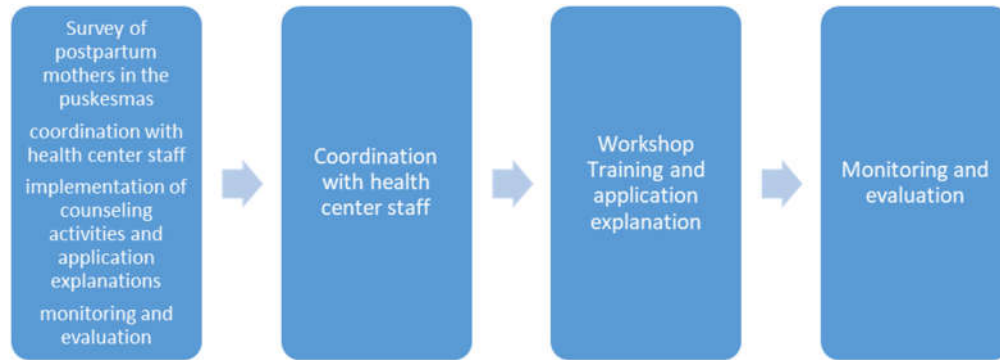 Survey of
postpartum
mothers in the
puskesmas
coordination with
health center staff
implementation of
counseling
activities and
application
explanations
monitoring and
evaluation
Coordination
with health
center staff
Workshop
Training and
application
explanation
Monitoring and
evaluation